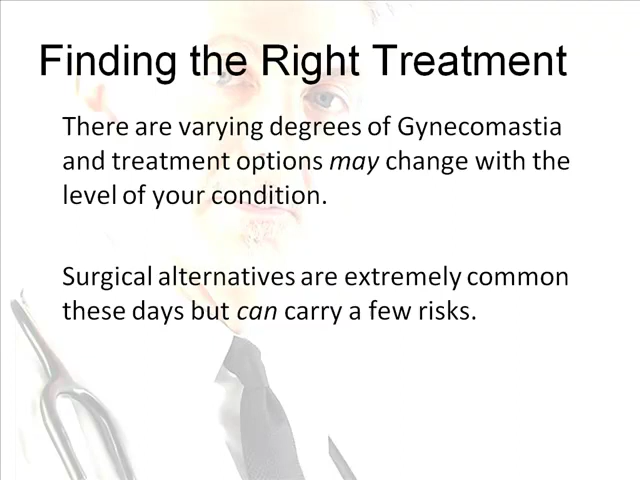 Finding the Right Treatment
There are varying degrees of Gynecomastia
and treatment options may change with the
level of your condition.
Surgical alternatives are extremely common
these days but can carry a few risks.